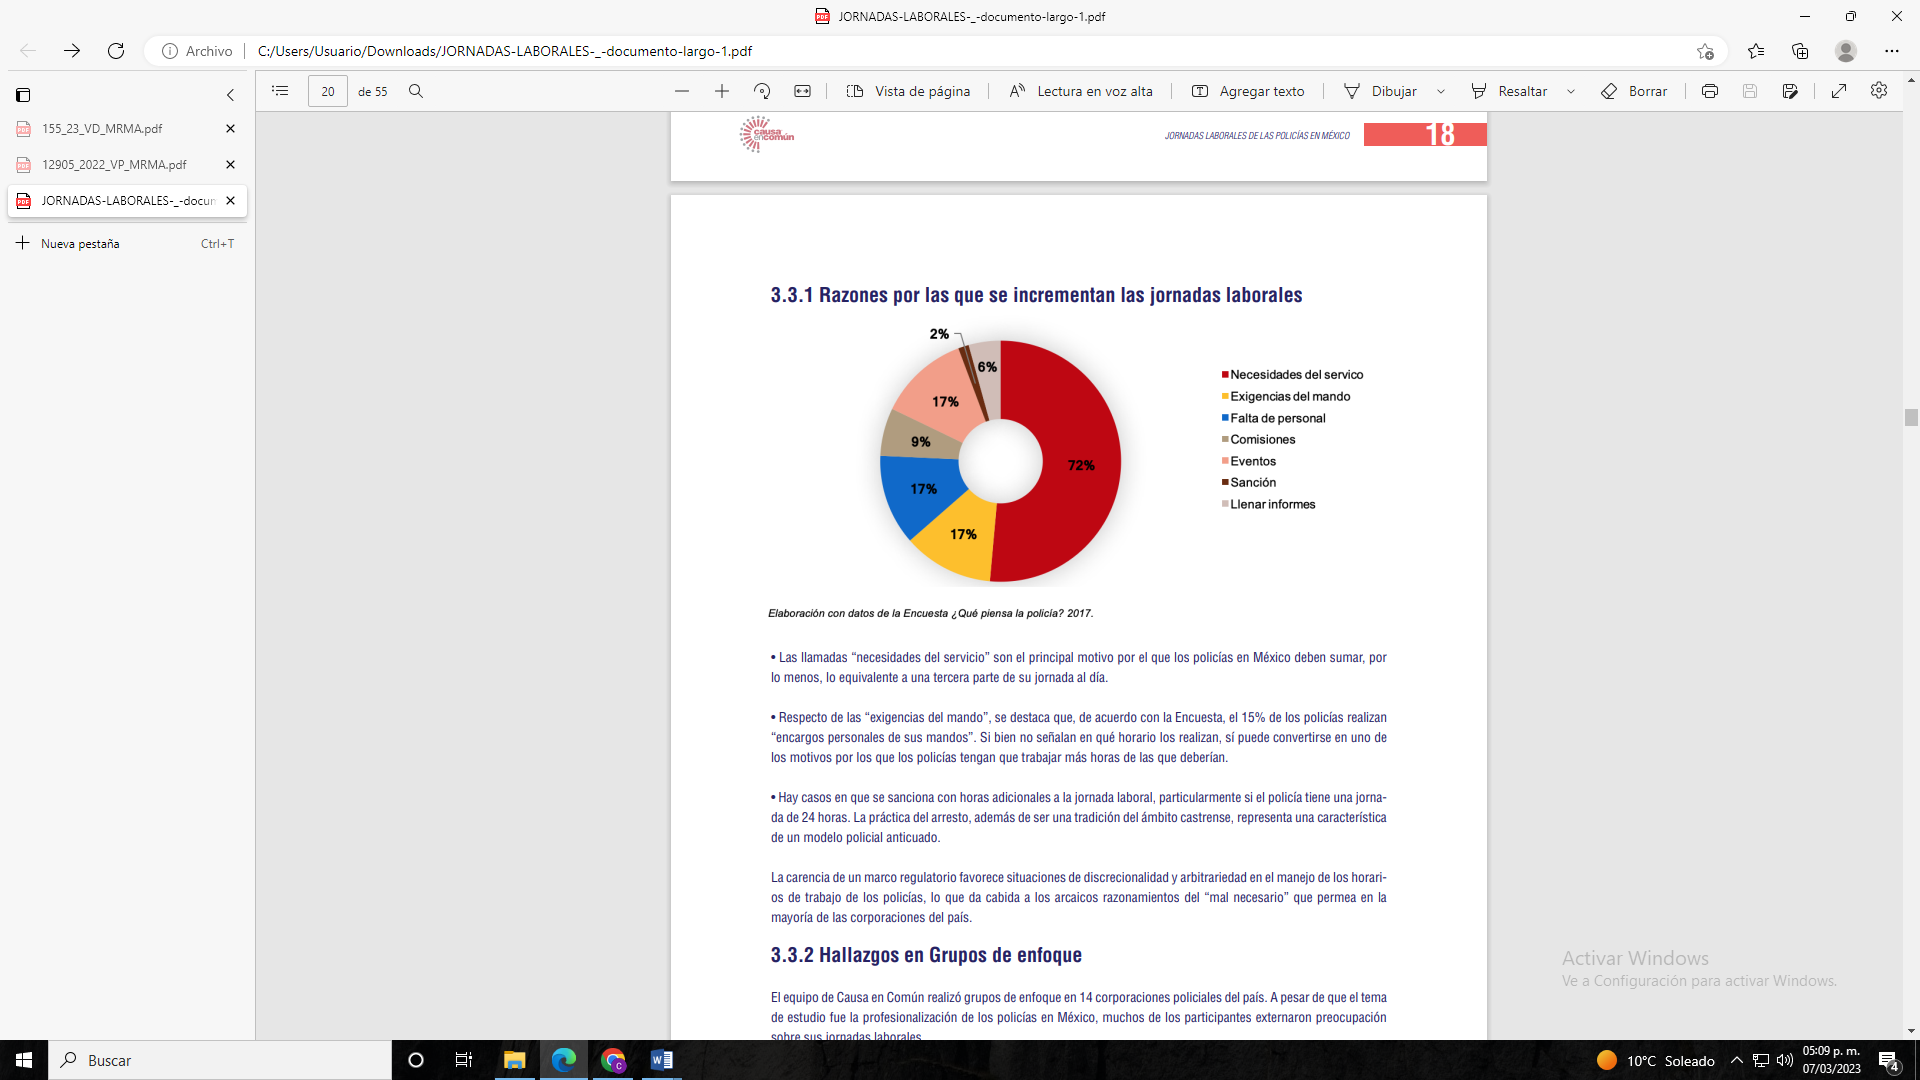 JORNADAS-LABORALES-_-documento-largo-1.pdf
Archivo
C:/Users/Usuario/Downloads/JORNADAS-LABORALES-_-documento-largo-1.pdf
20 de 55
Vista de página
Lectura en voz alta
Agregar texto
Dibujar
Resaltar
Borrar
155_23_VD_MRMA.pdf
12905_2022_VP_MRMA.pdf
JORNADAS-LABORALES-_-docum
Nueva pestaña Ctrl+T
causa
encomún
JORNADAS LABORALES DE LAS POLICÍAS EN MÉXICO
18
3.3.1 Razones por las que se incrementan las jornadas laborales
2%
6%
17%
9%
72%
17%
17%
Necesidades del servico
Exigencias del mando
Falta de personal
Comisiones
Eventos
Sanción
Llenar informes
Elaboración con datos de la Encuesta ¿Qué piensa la policía? 2017.
• Las llamadas “necesidades del servicio” son el principal motivo por el que los policías en México deben sumar, por
lo menos, lo equivalente a una tercera parte de su jornada al día.
• Respecto de las “exigencias del mando”, se destaca que, de acuerdo con la Encuesta, el 15% de los policías realizan
“encargos personales de sus mandos”. Si bien no señalan en qué horario los realizan, sí puede convertirse en uno de
los motivos por los que los policías tengan que trabajar más horas de las que deberían.
• Hay casos en que se sanciona con horas adicionales a la jornada laboral, particularmente si el policía tiene una jorna-
da de 24 horas. La práctica del arresto, además de ser una tradición del ámbito castrense, representa una característica
de un modelo policial anticuado.
La carencia de un marco regulatorio favorece situaciones de discrecionalidad y arbitrariedad en el manejo de los horari-
os de trabajo de los policías, lo que da cabida a los arcaicos razonamientos del “mal necesario” que permea en la
mayoría de las corporaciones del país.
3.3.2 Hallazgos en Grupos de enfoque
El equipo de Causa en Común realizó grupos de enfoque en 14 corporaciones policiales del país. A pesar de que el tema
de estudio fue la profesionalización de los policías en México, muchos de los participantes externaron preocupación
sobre sus jornadas laborales.
Activar Windows
Ve a Configuración para activar Windows.
Buscar
10°C Soleado
05:09 p. m.
07/03/2023
4